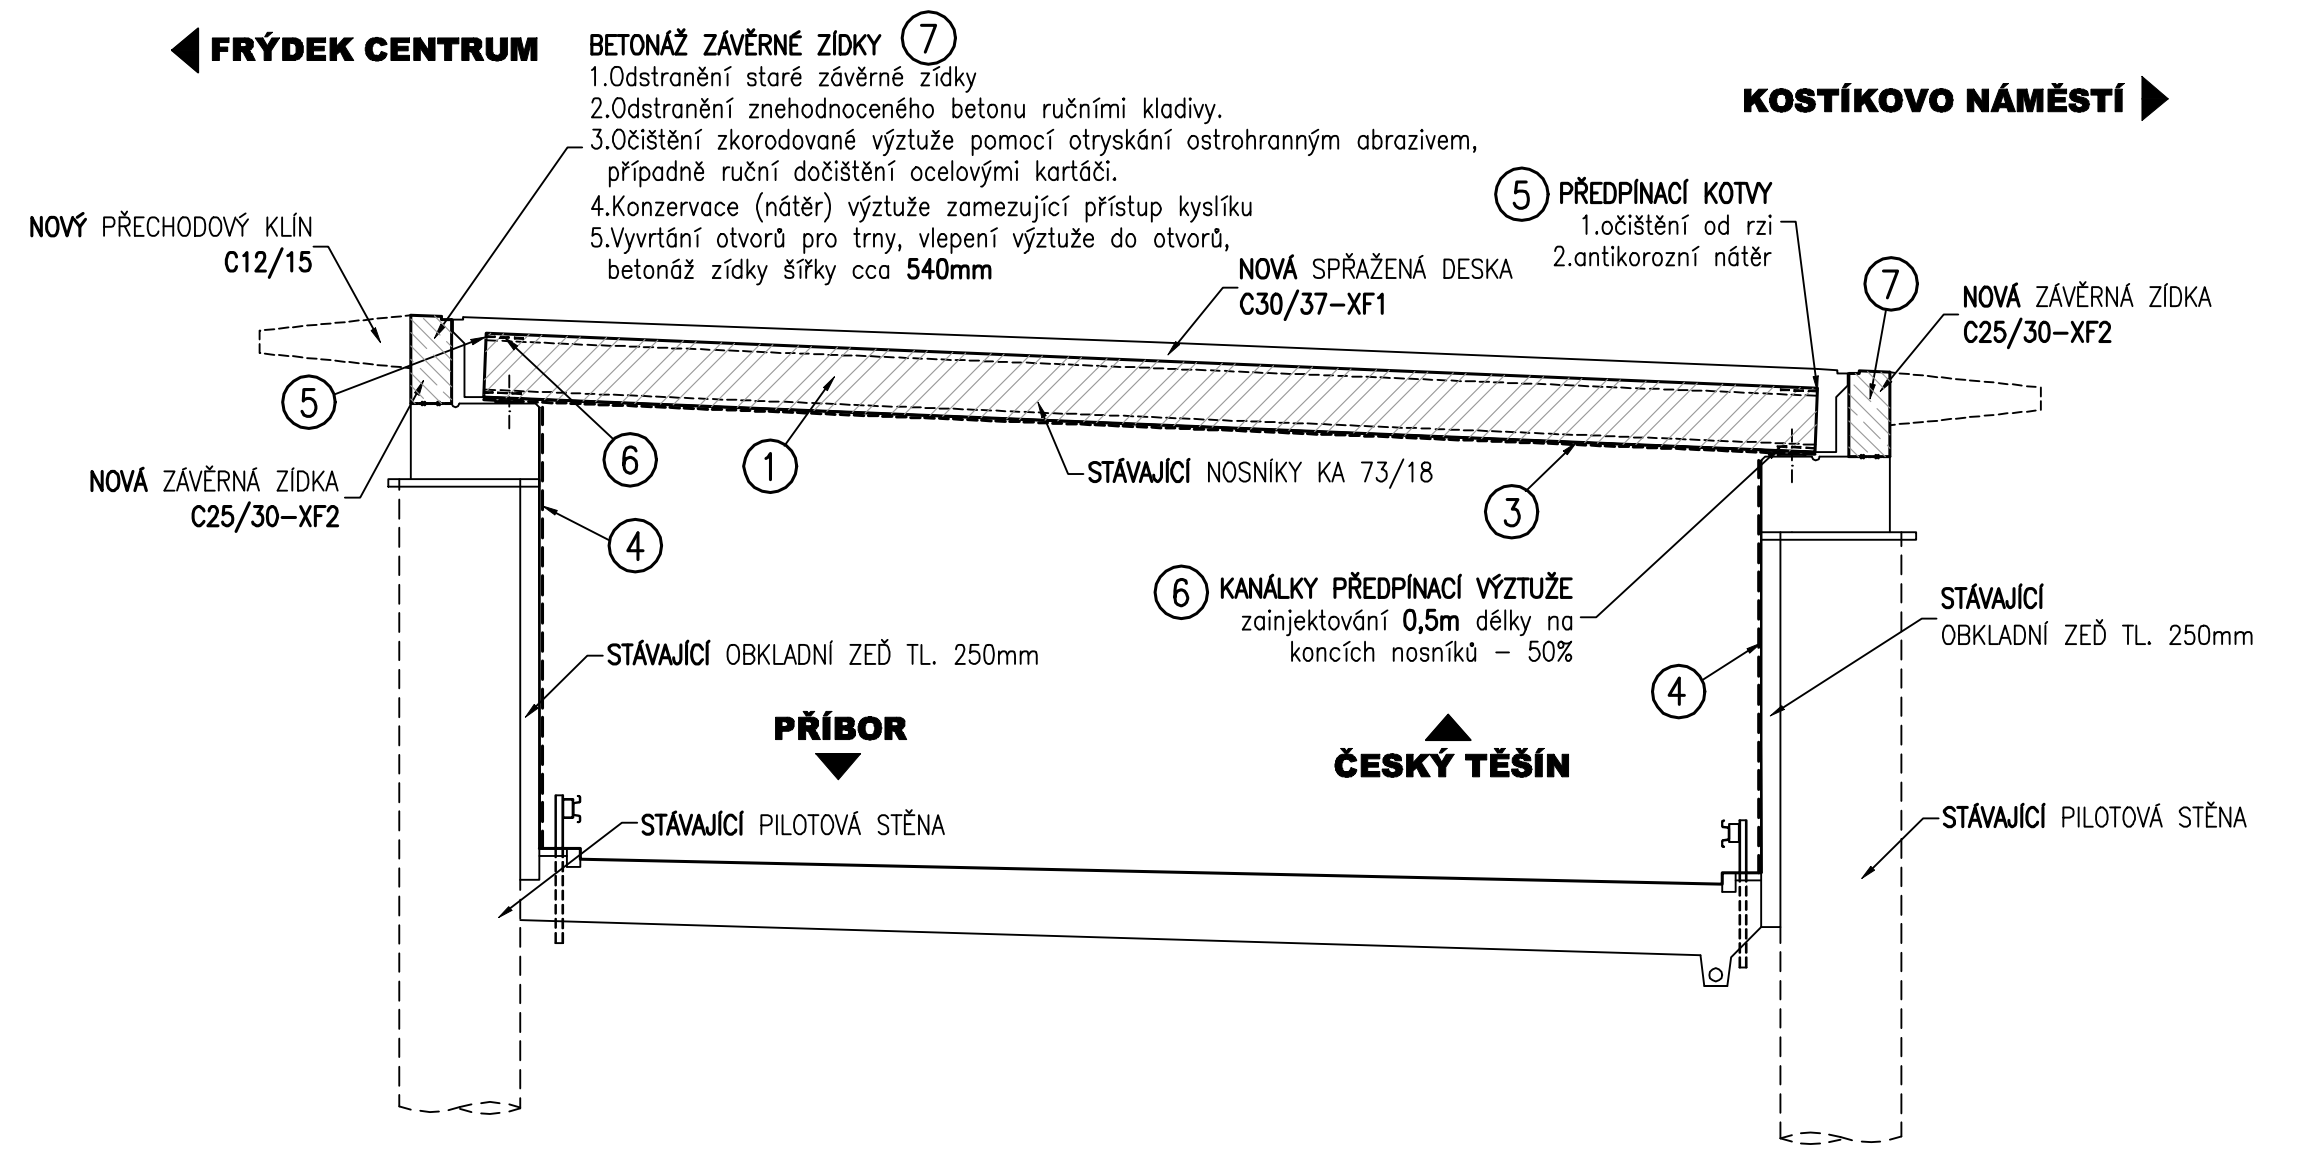 FRÝDEK CENTRUM
BETONÁŽ ZÁVĚRNÉ ZÍDKY 7
1.Odstranění staré závěrné zídky
2.Odstranění znehodnoceného betonu ručními kladivy.
3.Očištění zkorodované výztuže pomocí otryskání ostrohranným abrazivem,
případně ruční dočištění ocelovými kartáči.
4.Konzervace (nátěr) výztuže zamezující přístup kyslíku
5.Vyvrtání otvorů pro trny, vlepení výztuže do otvorů,
betonáž zídky šířky cca 540mm
KOSTÍKOVO NÁMĚSTÍ
5 PŘEDPÍNACÍ KOTVY
1.očištění od rzi
2.antikorozní nátěr
NOVÝ PŘECHODOVÝ KLÍN
C12/15
NOVÁ SPŘAŽENÁ DESKA
C30/37-XF1
7
NOVÁ ZÁVĚRNÁ ZÍDKA
C25/30-XF2
5
6
1
STÁVAJÍCÍ NOSNÍKY KA 73/18
3
NOVÁ ZÁVĚRNÁ ZÍDKA
C25/30-XF2
4
6 KANÁLKY PŘEDPÍNACÍ VÝZTUŽE
zainjektování 0,5m délky na
koncích nosníků - 50%
STÁVAJÍCÍ
OBKLADNÍ ZEĎ TL. 250mm
STÁVAJÍCÍ OBKLADNÍ ZEĎ TL. 250mm
4
PŘÍBOR
ČESKÝ TĚŠÍN
STÁVAJÍCÍ PILOTOVÁ STĚNA
STÁVAJÍCÍ PILOTOVÁ STĚNA